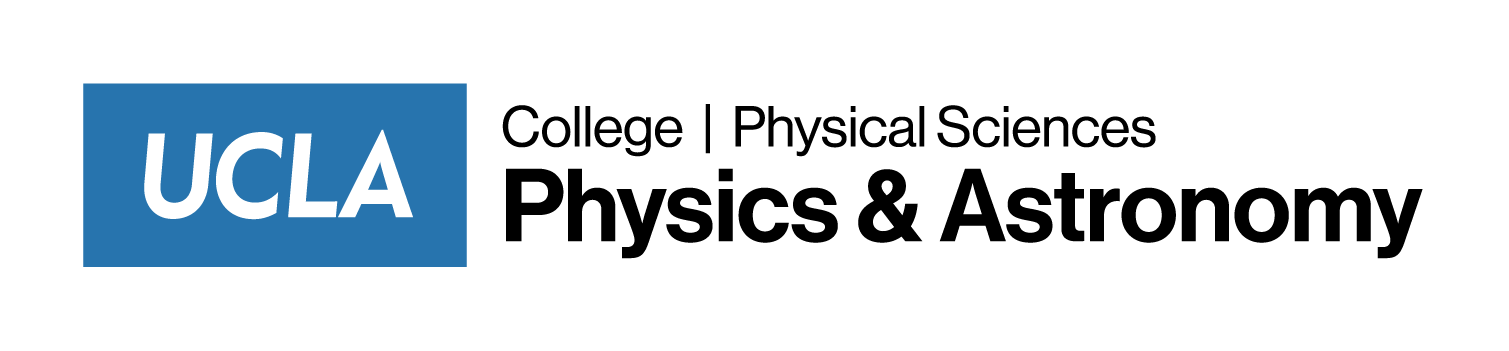 UCLA
College | Physical Sciences
Physics & Astronomy